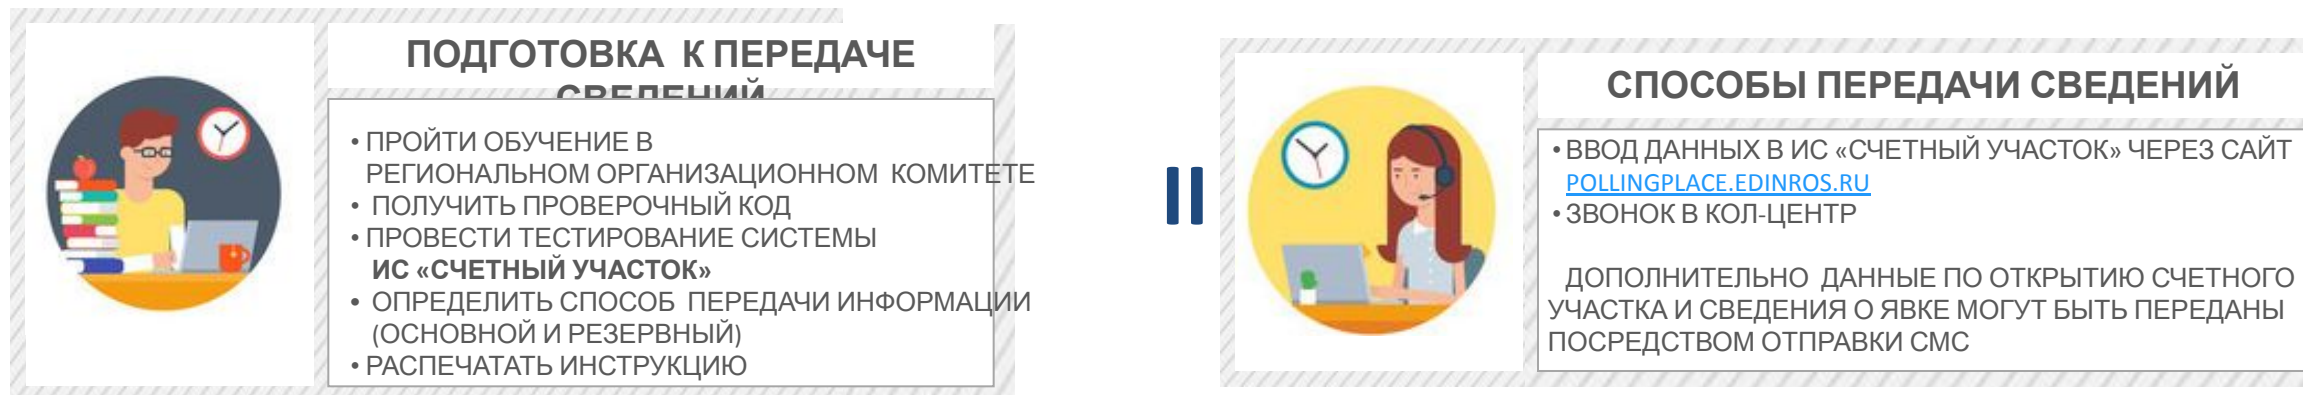 ПОДГОТОВКА К ПЕРЕДАЧЕ
СВЕДЕНИЙ
• ПРОЙТИ ОБУЧЕНИЕ В
РЕГИОНАЛЬНОМ ОРГАНИЗАЦИОННОМ КОМИТЕТЕ
• ПОЛУЧИТЬ ПРОВЕРОЧНЫЙ КОД
• ПРОВЕСТИ ТЕСТИРОВАНИЕ СИСТЕМЫ
ИС «СЧЕТНЫЙ УЧАСТОК»
• ОПРЕДЕЛИТЬ СПОСОБ ПЕРЕДАЧИ ИНФОРМАЦИИ
(ОСНОВНОЙ И РЕЗЕРВНЫЙ)
• РАСПЕЧАТАТЬ ИНСТРУКЦИЮ
II
СПОСОБЫ ПЕРЕДАЧИ СВЕДЕНИЙ
• ВВОД ДАННЫХ В ИС «СЧЕТНЫЙ УЧАСТОК» ЧЕРЕЗ САЙТ
POLLINGPLACE.EDINROS.RU
• ЗВОНОК В КОЛ-ЦЕНТР
ДОПОЛНИТЕЛЬНО ДАННЫЕ ПО ОТКРЫТИЮ СЧЕТНОГО
УЧАСТКА И СВЕДЕНИЯ О ЯВКЕ МОГУТ БЫТЬ ПЕРЕДАНЫ
ПОСРЕДСТВОМ ОТПРАВКИ СМС